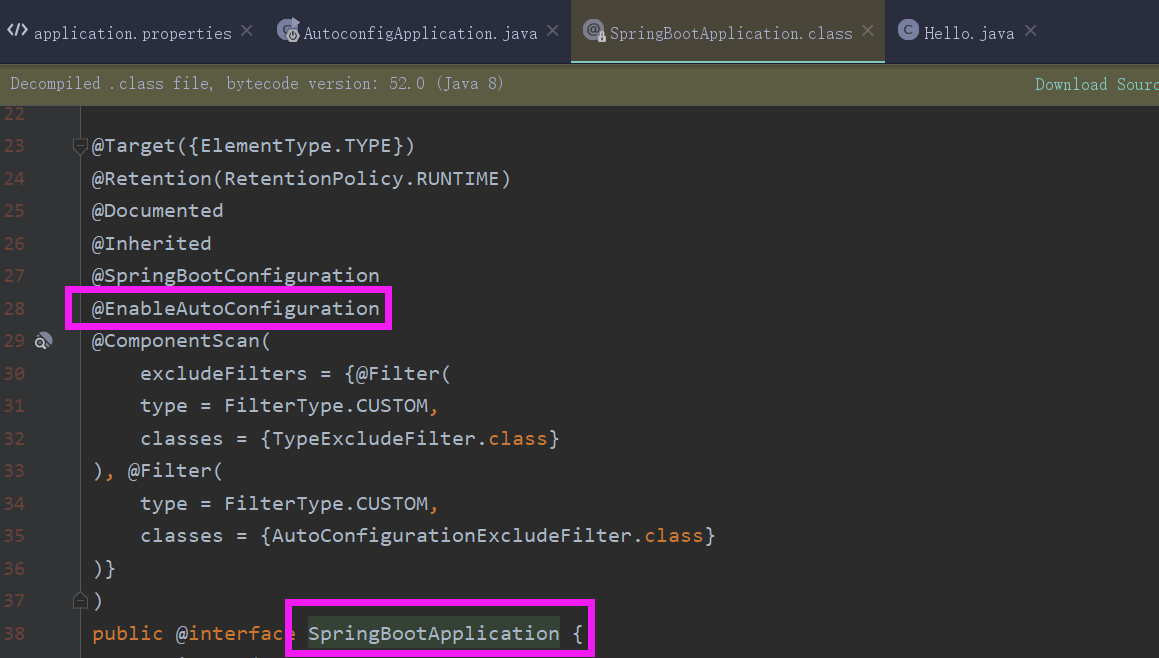 application.properties AutoconfigApplication.java SpringBootApplication.class Hello.java
Decompiled .class file, bytecode version: 52.0 (Java 8) Download Sourc
22
23 @Target({ElementType.TYPE})
24 @Retention(RetentionPolicy.RUNTIME)
25 @Documented
26 @Inherited
27 @SpringBootConfiguration
28 @EnableAutoConfiguration
29 @ComponentScan(
30 excludeFilters = {@Filter(
31 type = FilterType.CUSTOM,
32 classes = {TypeExcludeFilter.class}
33 ), @Filter(
34 type = FilterType.CUSTOM,
35 classes = {AutoConfigurationExcludeFilter.class}
36 )}
37 )
38 public @interface SpringBootApplication {